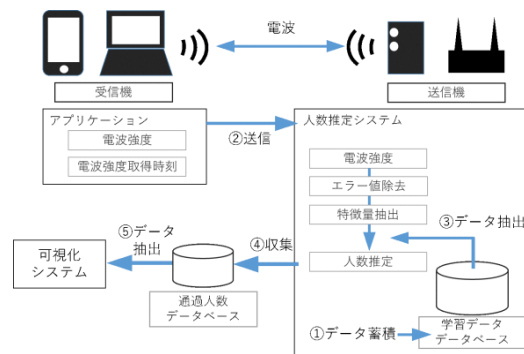 電波
受信機
送信機
アプリケーション
電波強度
電波強度取得時刻
②送信
人数推定システム
電波強度
エラー値除去
特徴量抽出
人数推定
③データ抽出
⑤データ
抽出
④収集
可視化
システム
通過人数
データベース
①データ蓄積
学習データ
データベース